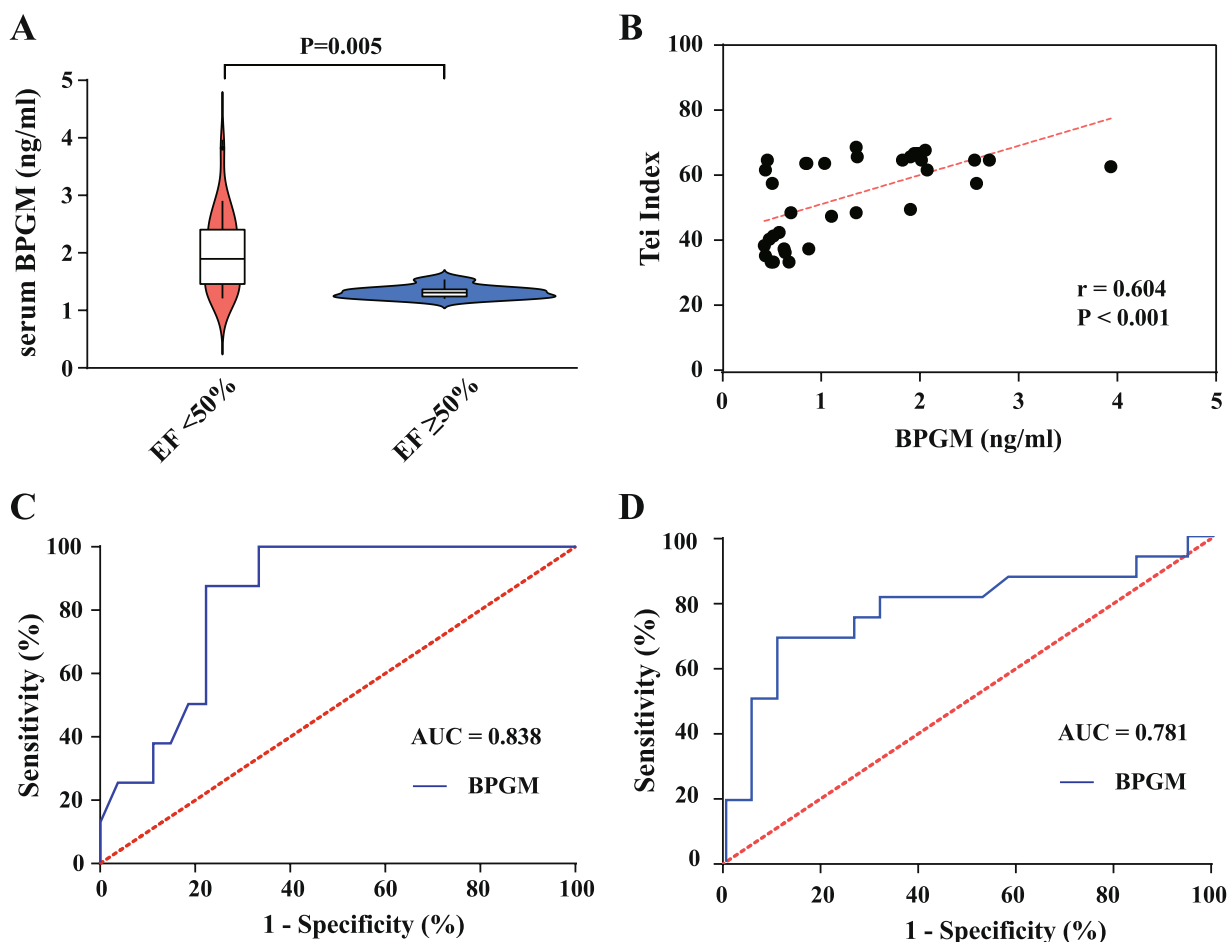 A
P=0.005
serum BPGM (ng/ml)
5
4
3
2
1
0
EF <50%
EF ≥50%
B
Tei Index
100
80
60
40
20
0
r = 0.604
P < 0.001
0 1 2 3 4 5
BPGM (ng/ml)
C
Sensitivity (%)
100
80
60
40
20
0
AUC = 0.838
BPGM
0 20 40 60 80 100
1 - Specificity (%)
D
Sensitivity (%)
100
80
60
40
20
0
AUC = 0.781
BPGM
0 20 40 60 80 100
1 - Specificity (%)